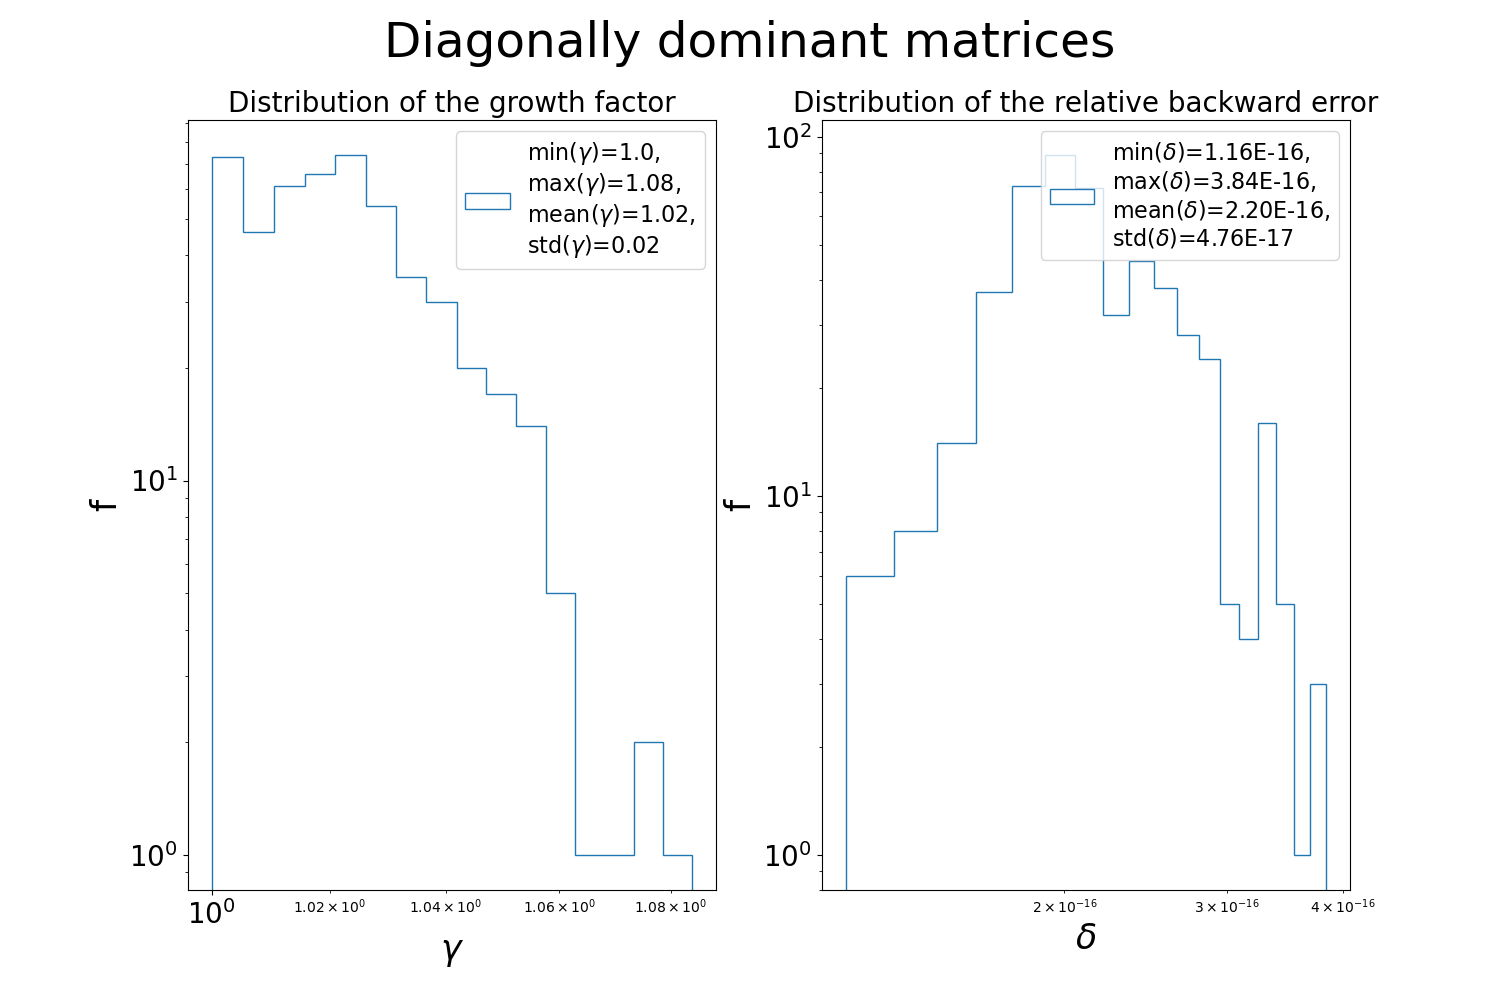 Diagonally dominant matrices
Distribution of the growth factor
min(γ)=1.0,
max(γ)=1.08,
mean(γ)=1.02,
std(γ)=0.02
f
10¹
10⁰
10⁰
1.02 × 10⁰
1.04 × 10⁰
1.06 × 10⁰
1.08 × 10⁰
γ
Distribution of the relative backward error
min(δ)=1.16E-16,
max(δ)=3.84E-16,
mean(δ)=2.20E-16,
std(δ)=4.76E-17
f
10²
10¹
10⁰
2 × 10⁻¹⁶
3 × 10⁻¹⁶
4 × 10⁻¹⁶
δ